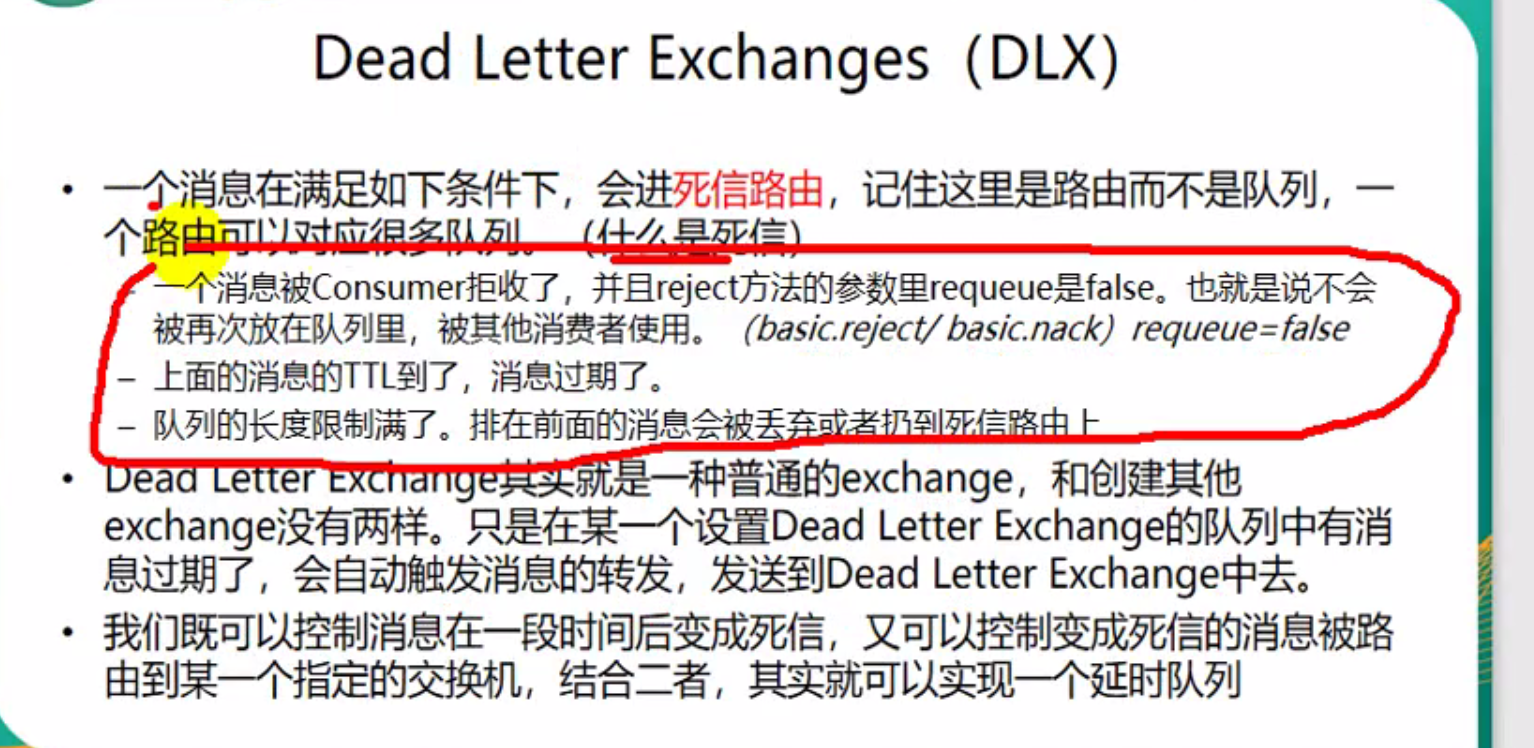 Dead Letter Exchanges（DLX）
• 一个消息在满足如下条件下，会进死信路由，记住这里是路由而不是队列，一
个路由可以对应很多队列。（什么是死信）
– 一个消息被Consumer拒收了，并且reject方法的参数里requeue是false。也就是说不会
被再次放在队列里，被其他消费者使用。（basic.reject/ basic.nack）requeue=false
– 上面的消息的TTL到了，消息过期了。
– 队列的长度限制满了。排在前面的消息会被丢弃或者扔到死信路由上
• Dead Letter Exchange其实就是一种普通的exchange，和创建其他
exchange没有两样。只是在某一个设置Dead Letter Exchange的队列中有消
息过期了，会自动触发消息的转发，发送到Dead Letter Exchange中去。
• 我们既可以控制消息在一段时间后变成死信，又可以控制变成死信的消息被路
由到某一个指定的交换机，结合二者，其实就可以实现一个延时队列